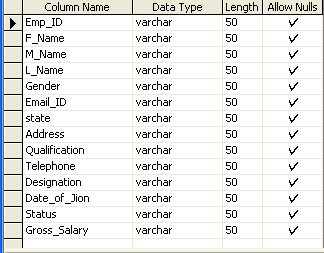 Column Name Data Type Length Allow Nulls
Emp_ID varchar 50
F_Name varchar 50
M_Name varchar 50
L_Name varchar 50
Gender varchar 50
Email_ID varchar 50
state varchar 50
Address varchar 50
Qualification varchar 50
Telephone varchar 50
Designation varchar 50
Date_of_Jion varchar 50
Status varchar 50
Gross_Salary varchar 50